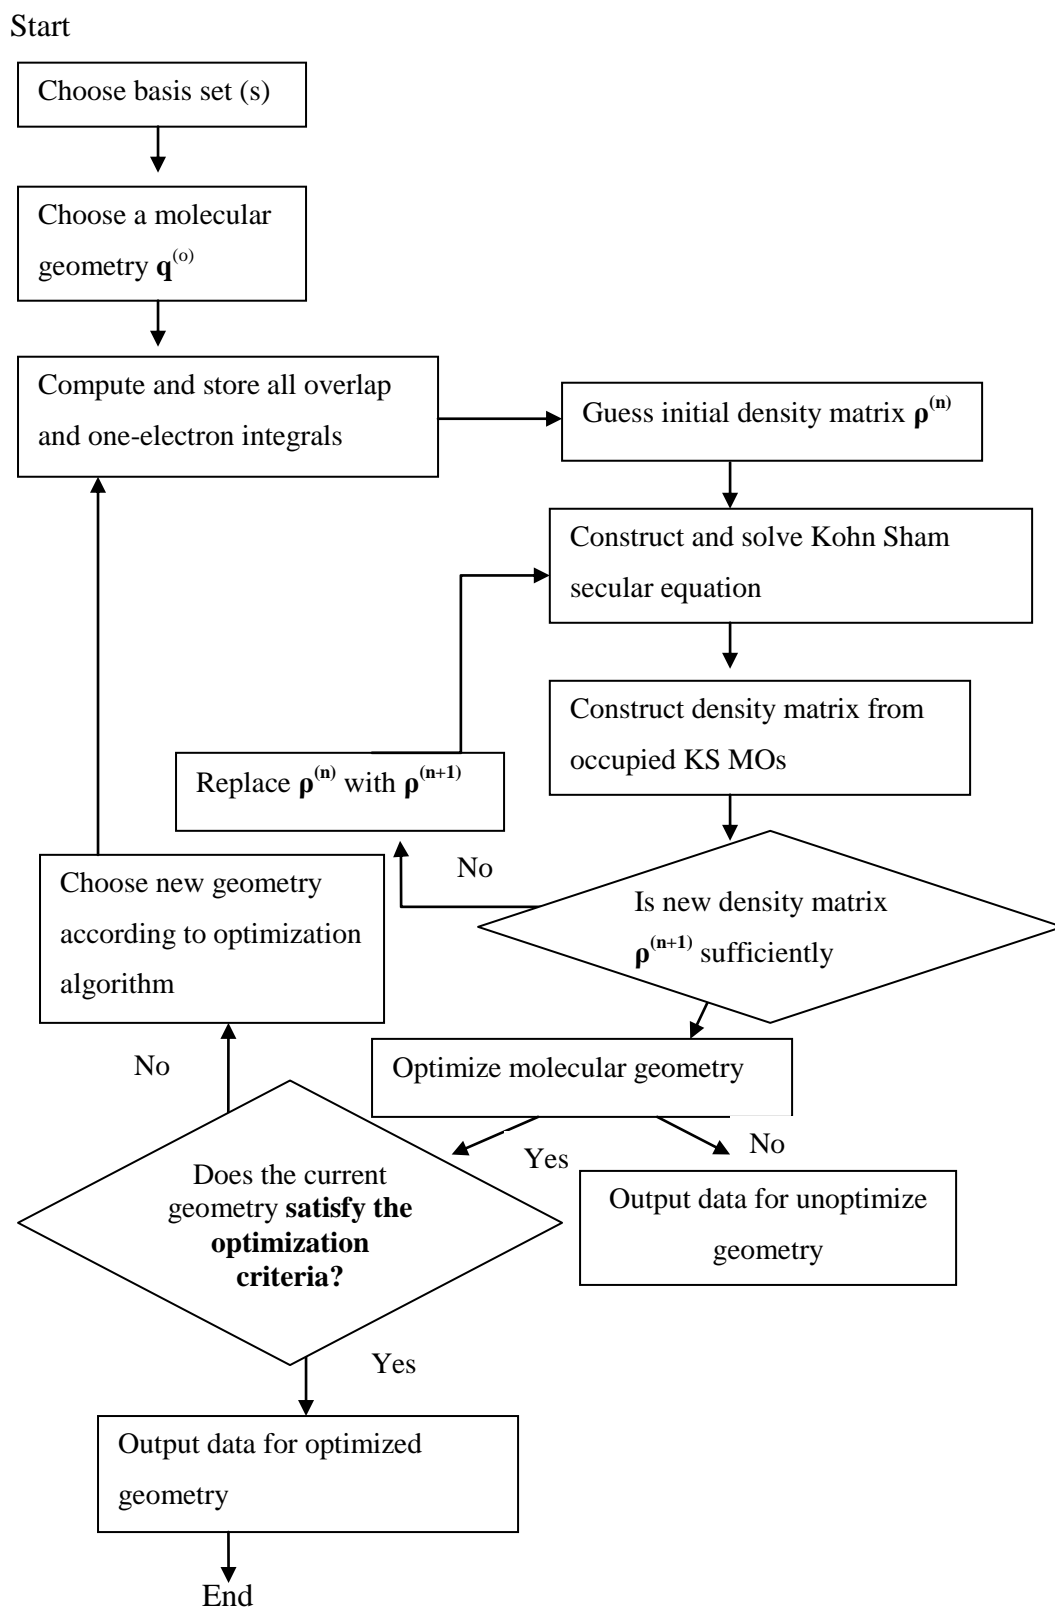 Start
Choose basis set (s)
Choose a molecular
geometry q^(o)
Compute and store all overlap
and one-electron integrals
Guess initial density matrix ρ^(n)
Construct and solve Kohn Sham
secular equation
Construct density matrix from
occupied KS MOs
Replace ρ^(n) with ρ^(n+1)
No
Is new density matrix
ρ^(n+1) sufficiently
Choose new geometry
according to optimization
algorithm
No
Optimize molecular geometry
Yes
No
Does the current
geometry satisfy the
optimization
criteria?
Output data for unoptimize
geometry
Yes
Output data for optimized
geometry
End